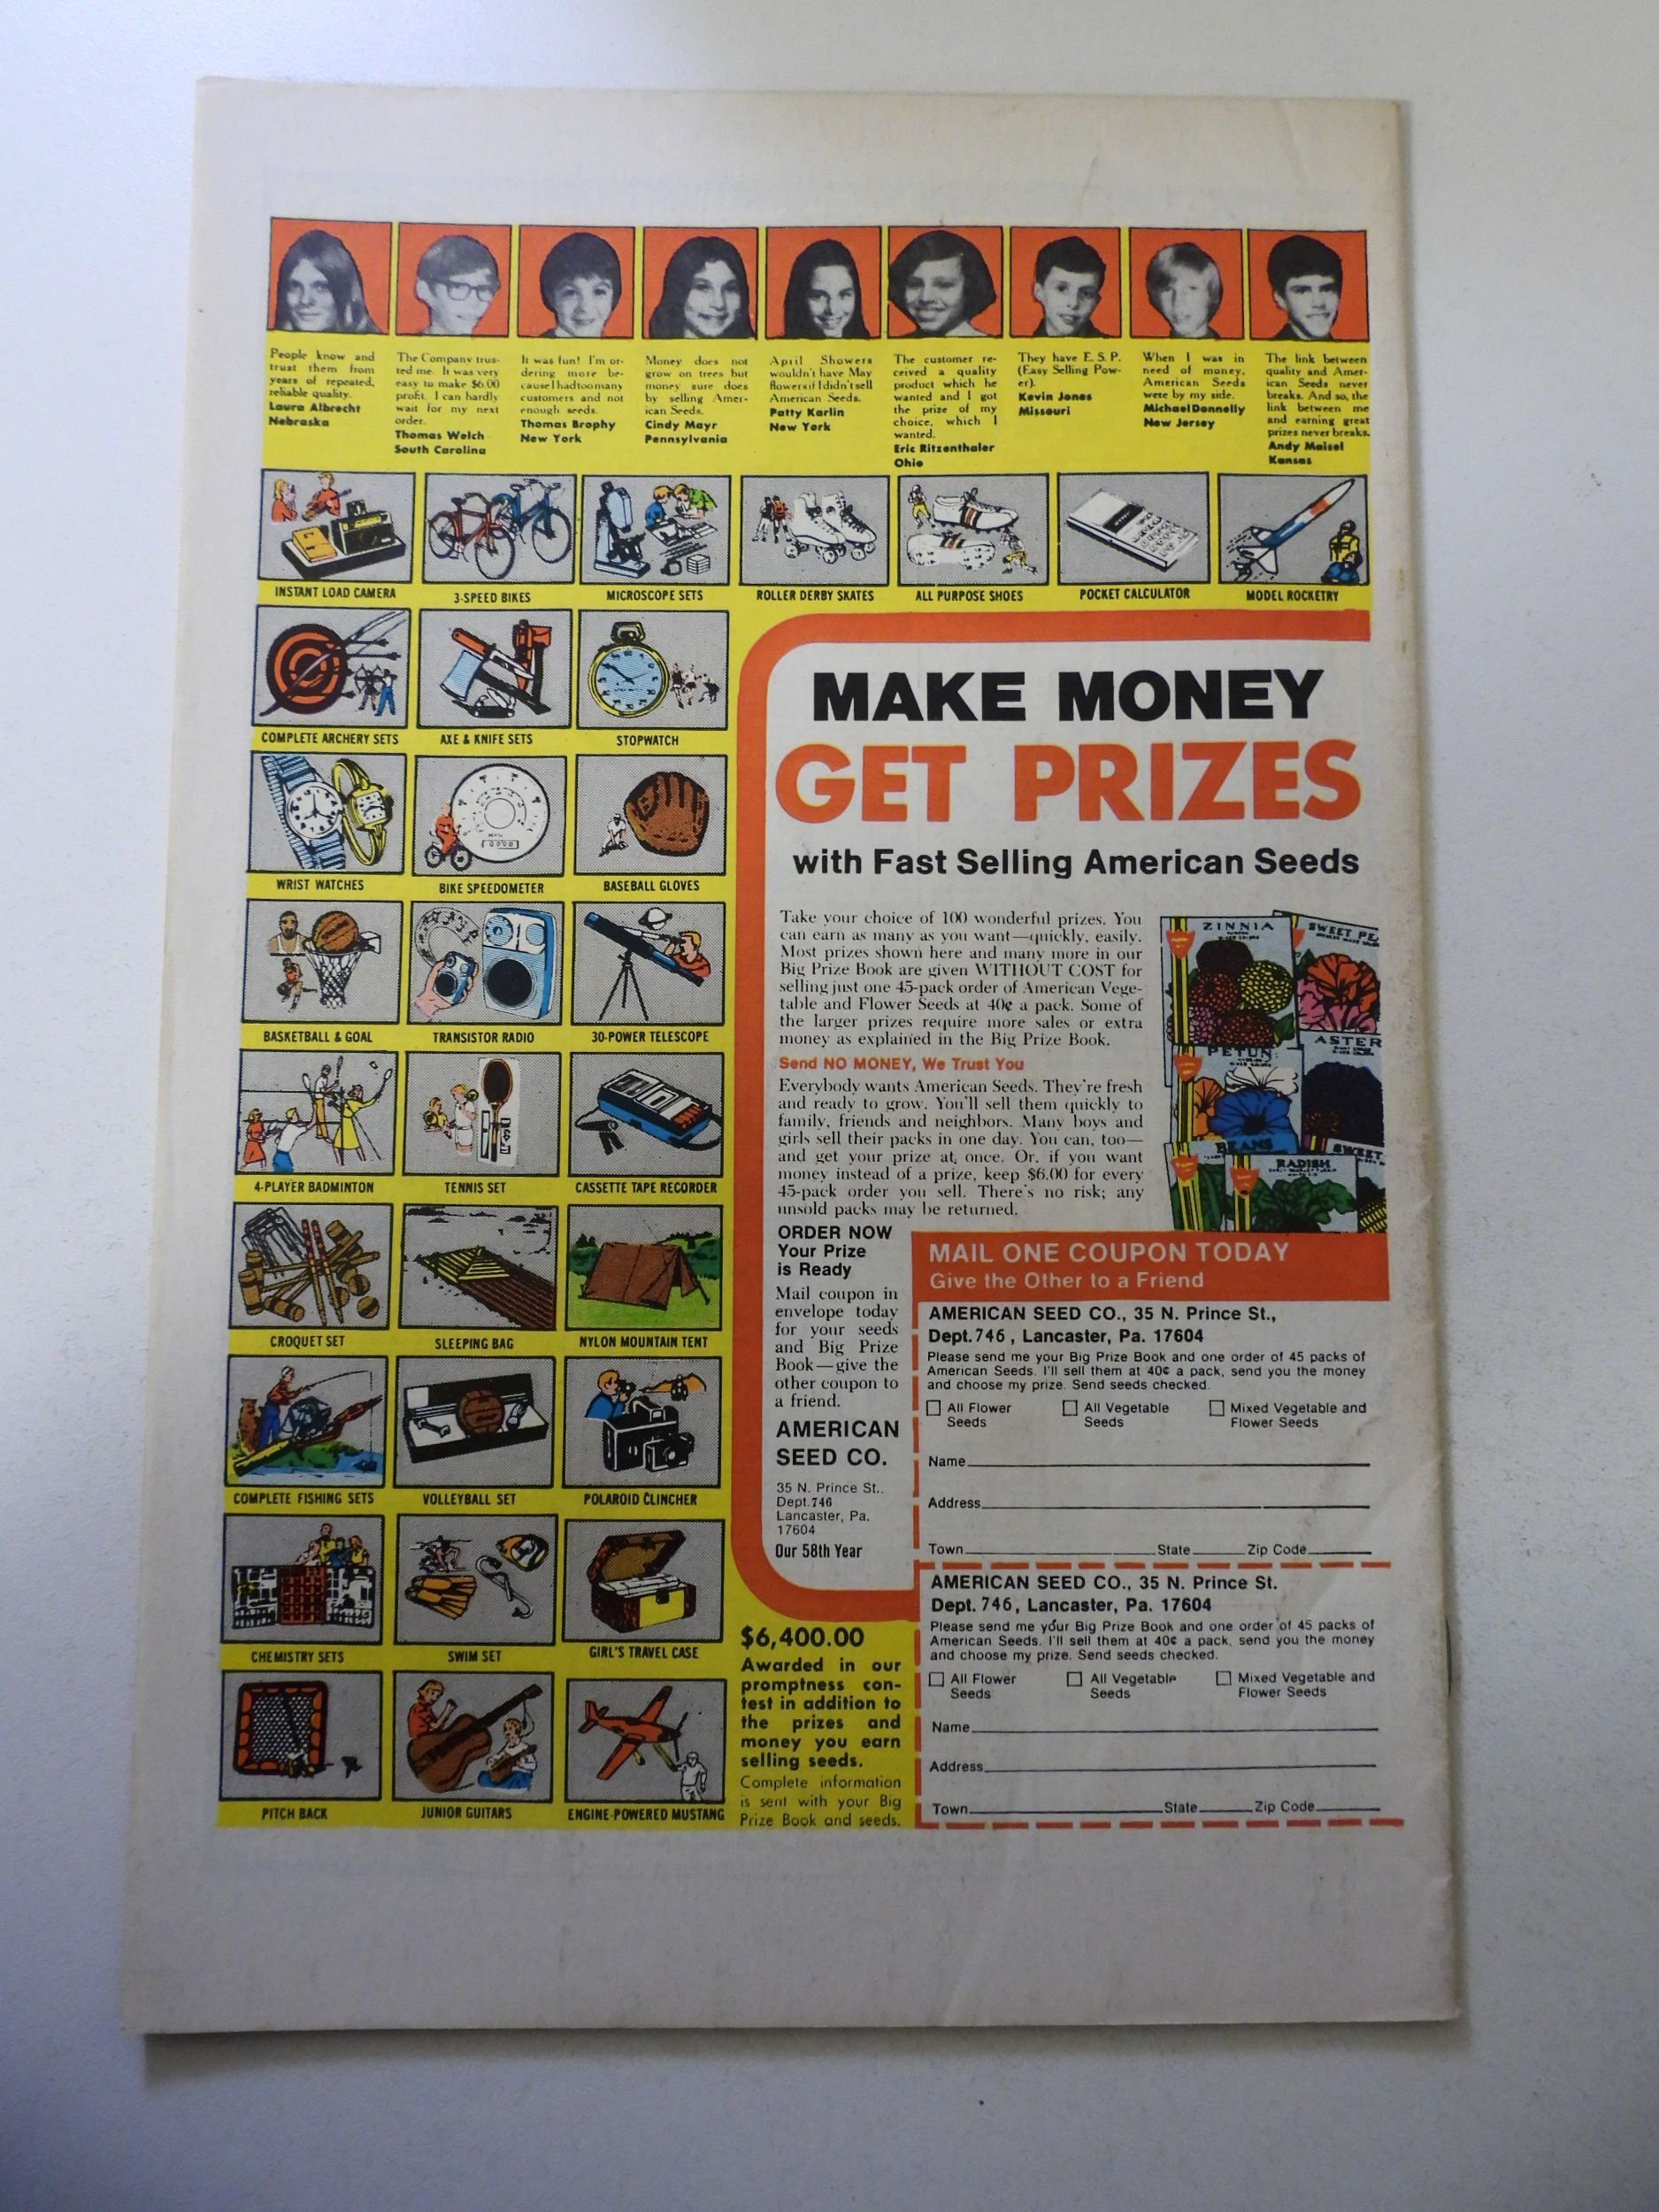 People know and
trust them from
years of repeated,
reliable quality.
Laura Albrecht
Nebraska
The Company trus-
ted me. It was very
easy to make $6.00
profit. I can hardly
wait for my next
order.
Thomas Welch
South Carolina
It was fun! I'm or-
dering more be-
cause I had too many
customers and not
enough seeds.
Thomas Brophy
New York
Money does not
grow on trees but
money sure does
by selling Amer-
ican Seeds.
Cindy Mayr
Pennsylvania
April Showers
wouldn't have May
flowers if I didn't sell
American Seeds.
Patty Karlin
New York
The customer re-
ceived a quality
product which he
wanted and I got
the prize of my
choice, which I
wanted.
Eric Ritzenthaler
Ohio
They have E.S.P.
(Easy Selling Pow-
er).
Kevin Jones
Missouri
When I was in
need of money,
American Seeds
were by my side.
Michael Donnelly
New Jersey
The link between
quality and Amer-
ican Seeds never
breaks. And so, the
link between me
and earning great
prizes never breaks.
Andy Maisel
Kansas
INSTANT LOAD CAMERA
3-SPEED BIKES
MICROSCOPE SETS
ROLLER DERBY SKATES
ALL PURPOSE SHOES
POCKET CALCULATOR
MODEL ROCKETRY
COMPLETE ARCHERY SETS
AXE & KNIFE SETS
STOPWATCH
WRIST WATCHES
BIKE SPEEDOMETER
BASEBALL GLOVES
BASKETBALL & GOAL
TRANSISTOR RADIO
30-POWER TELESCOPE
4-PLAYER BADMINTON
TENNIS SET
CASSETTE TAPE RECORDER
CROQUET SET
SLEEPING BAG
NYLON MOUNTAIN TENT
COMPLETE FISHING SETS
VOLLEYBALL SET
POLAROID CLINCHER
CHEMISTRY SETS
SWIM SET
GIRL'S TRAVEL CASE
PITCH BACK
JUNIOR GUITARS
ENGINE-POWERED MUSTANG
MAKE MONEY
GET PRIZES
with Fast Selling American Seeds
Take your choice of 100 wonderful prizes. You
can earn as many as you want—quickly, easily.
Most prizes shown here and many more in our
Big Prize Book are given WITHOUT COST for
selling just one 45-pack order of American Vege-
table and Flower Seeds at 40¢ a pack. Some of
the larger prizes require more sales or extra
money as explained in the Big Prize Book.
Send NO MONEY, We Trust You
Everybody wants American Seeds. They're fresh
and ready to grow. You'll sell them quickly to
family, friends and neighbors. Many boys and
girls sell their packs in one day. You can, too—
and get your prize at once. Or, if you want
money instead of a prize, keep $6.00 for every
45-pack order you sell. There's no risk; any
unsold packs may be returned.
ZINNIA
SWEET PE
ASTER
PETUN
BEANS
RADISH
SWEET
ORDER NOW
Your Prize
is Ready
Mail coupon in
envelope today
for your seeds
and Big Prize
Book—give the
other coupon to
a friend.
AMERICAN
SEED CO.
35 N. Prince St.,
Dept. 746
Lancaster, Pa.
17604
Our 58th Year
$6,400.00
Awarded in our
promptness con-
test in addition to
the prizes and
money you earn
selling seeds.
Complete information
is sent with your Big
Prize Book and seeds.
MAIL ONE COUPON TODAY
Give the Other to a Friend
AMERICAN SEED CO., 35 N. Prince St.,
Dept. 746, Lancaster, Pa. 17604
Please send me your Big Prize Book and one order of 45 packs of
American Seeds. I'll sell them at 40¢ a pack, send you the money
and choose my prize. Send seeds checked.
All Flower Seeds
All Vegetable Seeds
Mixed Vegetable and Flower Seeds
Name
Address
Town State Zip Code
AMERICAN SEED CO., 35 N. Prince St.
Dept. 746, Lancaster, Pa. 17604
Please send me your Big Prize Book and one order of 45 packs of
American Seeds. I'll sell them at 40¢ a pack, send you the money
and choose my prize. Send seeds checked.
All Flower Seeds
All Vegetable Seeds
Mixed Vegetable and Flower Seeds
Name
Address
Town State Zip Code